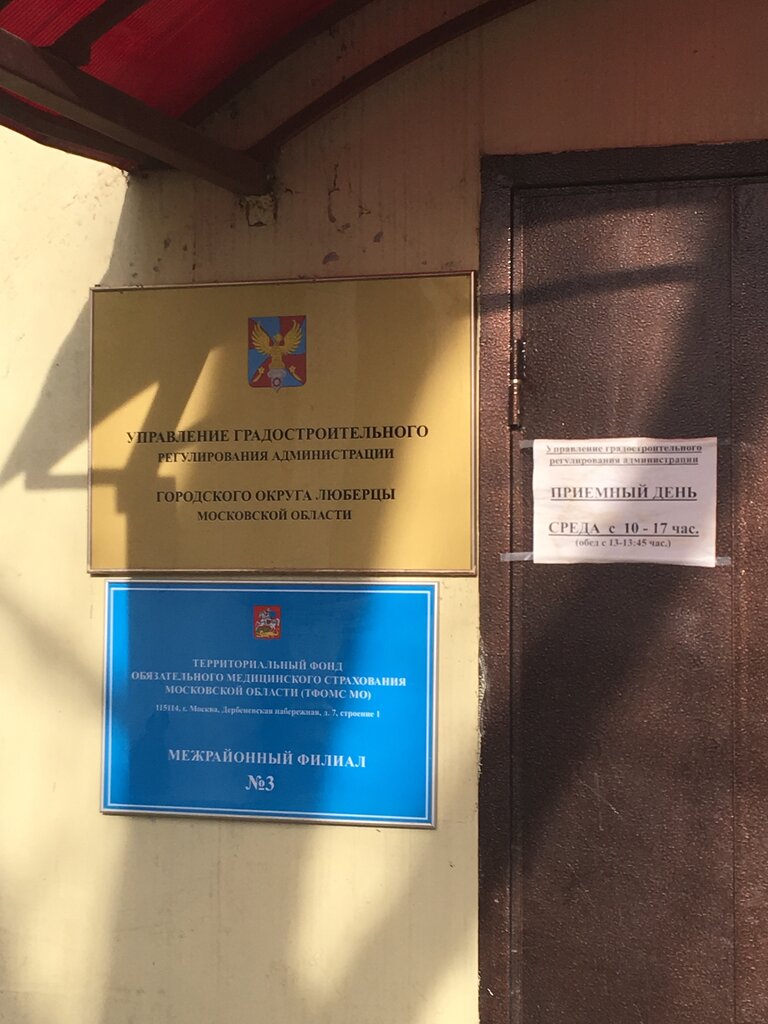 УПРАВЛЕНИЕ ГРАДОСТРОИТЕЛЬНОГО
РЕГУЛИРОВАНИЯ АДМИНИСТРАЦИИ
ГОРОДСКОГО ОКРУГА ЛЮБЕРЦЫ
МОСКОВСКОЙ ОБЛАСТИ
ТЕРРИТОРИАЛЬНЫЙ ФОНД
ОБЯЗАТЕЛЬНОГО МЕДИЦИНСКОГО СТРАХОВАНИЯ
МОСКОВСКОЙ ОБЛАСТИ (ТФОМС МО)
115114, г. Москва, Дербеневская набережная, д. 7, строение 1
МЕЖРАЙОННЫЙ ФИЛИАЛ
№3
Управление градостроительного
регулирования администрации
ПРИЕМНЫЙ ДЕНЬ
СРЕДА с 10 - 17 час.
(обед с 13-13:45 час.)